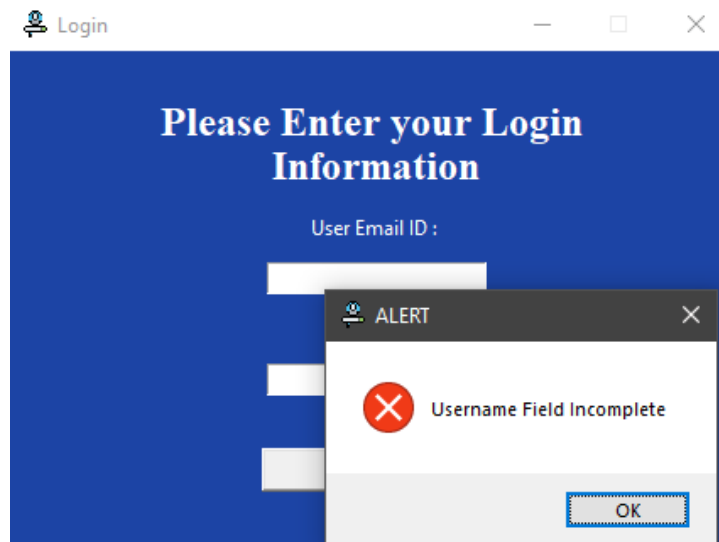 Login
Please Enter your Login
Information
User Email ID :
ALERT
Username Field Incomplete
OK